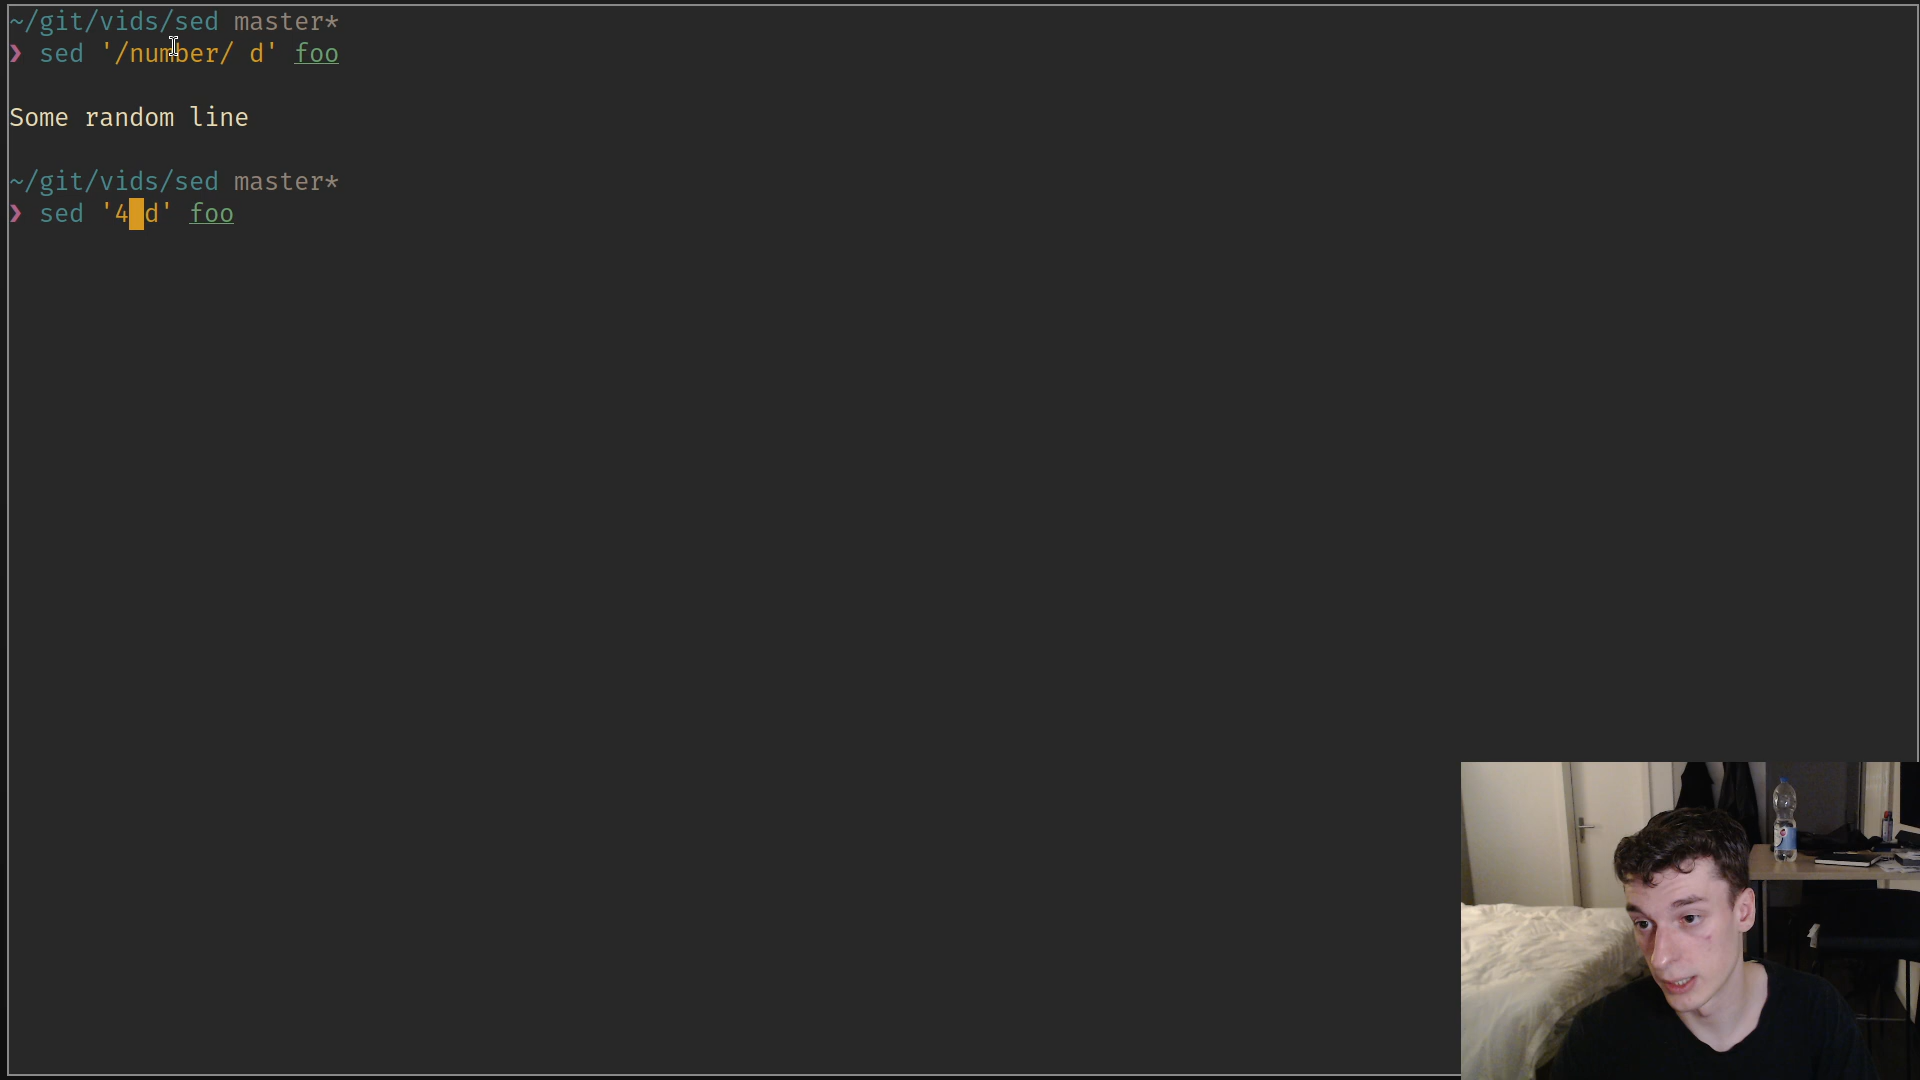 ~/git/vids/sed master*
❯ sed '/number/ d' foo
Some random line
~/git/vids/sed master*
❯ sed '4 d' foo